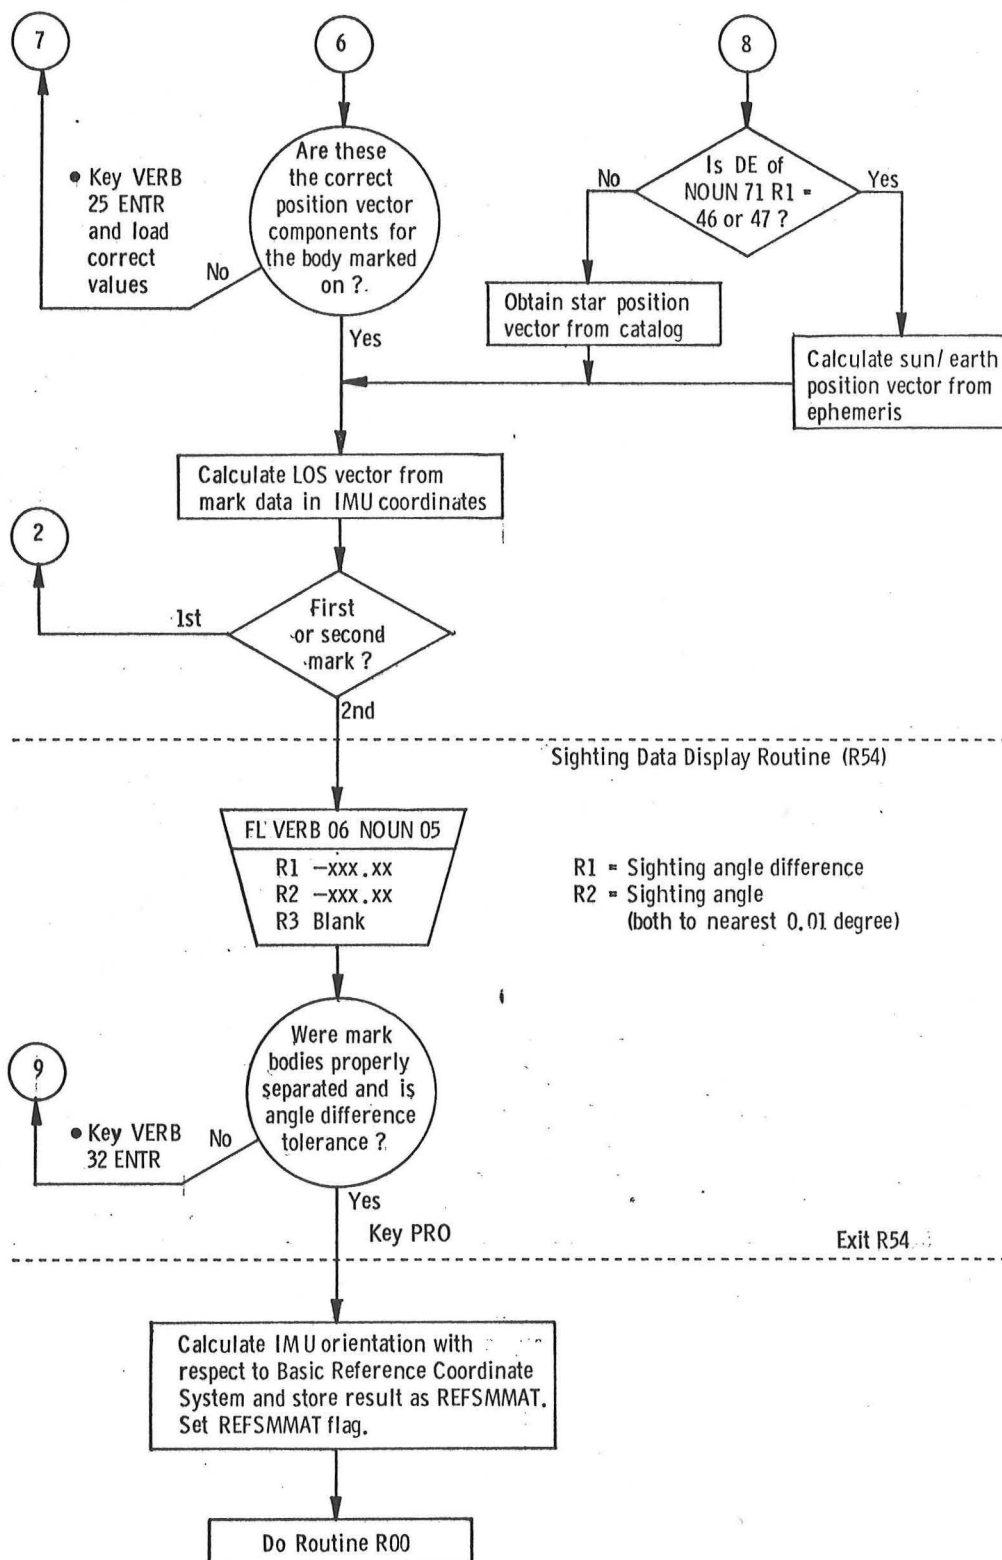 7
6
8
Are these
the correct
position vector
components for
the body marked
on ?
• Key VERB
25 ENTR
and load
correct
values
No
Yes
Is DE of
NOUN 71 R1 =
46 or 47 ?
No
Yes
Obtain star position
vector from catalog
Calculate sun/ earth
position vector from
ephemeris
Calculate LOS vector from
mark data in IMU coordinates
2
1st
First
or second
mark ?
2nd
Sighting Data Display Routine (R54)
FL VERB 06 NOUN 05
R1 —xxx.xx
R2 —xxx.xx
R3 Blank
R1 = Sighting angle difference
R2 = Sighting angle
(both to nearest 0.01 degree)
Were mark
bodies properly
separated and is
angle difference
tolerance ?
9
• Key VERB
32 ENTR
No
Yes
Key PRO
Exit R54
Calculate IMU orientation with
respect to Basic Reference Coordinate
System and store result as REFSMMAT.
Set REFSMMAT flag.
Do Routine R00